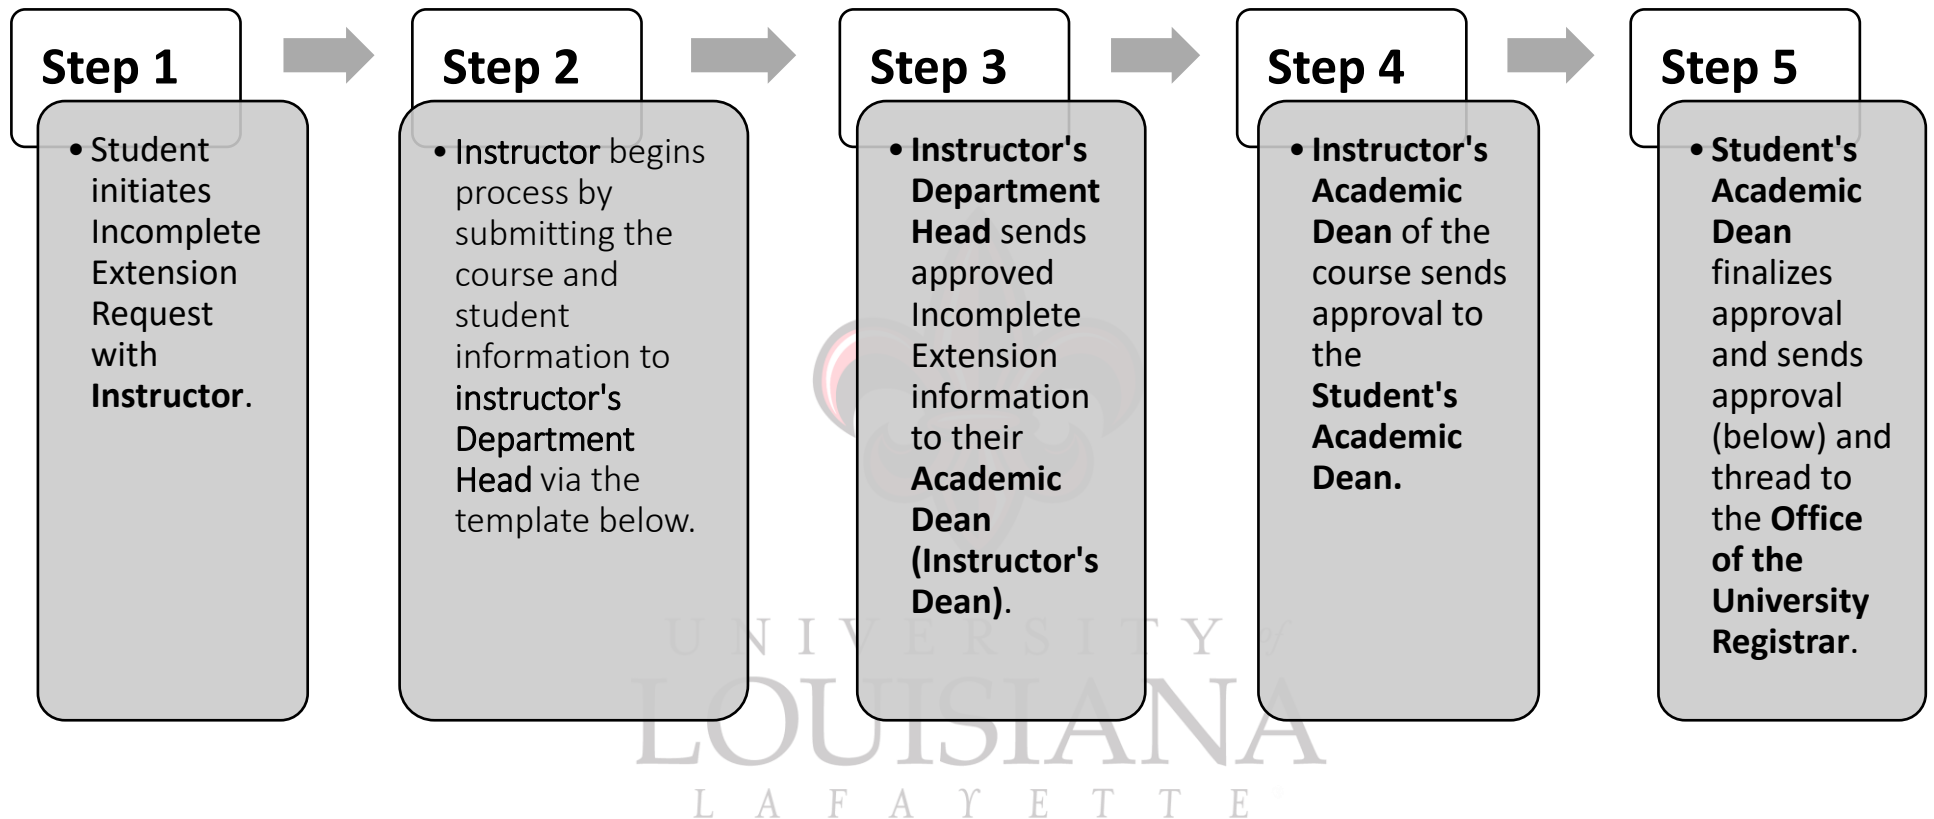 Step 1
• Student
initiates
Incomplete
Extension
Request
with
Instructor.
Step 2
• Instructor begins
process by
submitting the
course and
student
information to
instructor's
Department
Head via the
template below.
Step 3
• Instructor's
Department
Head sends
approved
Incomplete
Extension
information
to their
Academic
Dean
(Instructor's
Dean).
Step 4
• Instructor's
Academic
Dean of the
course sends
approval to
the
Student's
Academic
Dean.
Step 5
• Student's
Academic
Dean
finalizes
approval
and sends
approval
(below) and
thread to
the Office
of the
University
Registrar.
UNIVERSITY of
LOUISIANA
LAFAYETTE